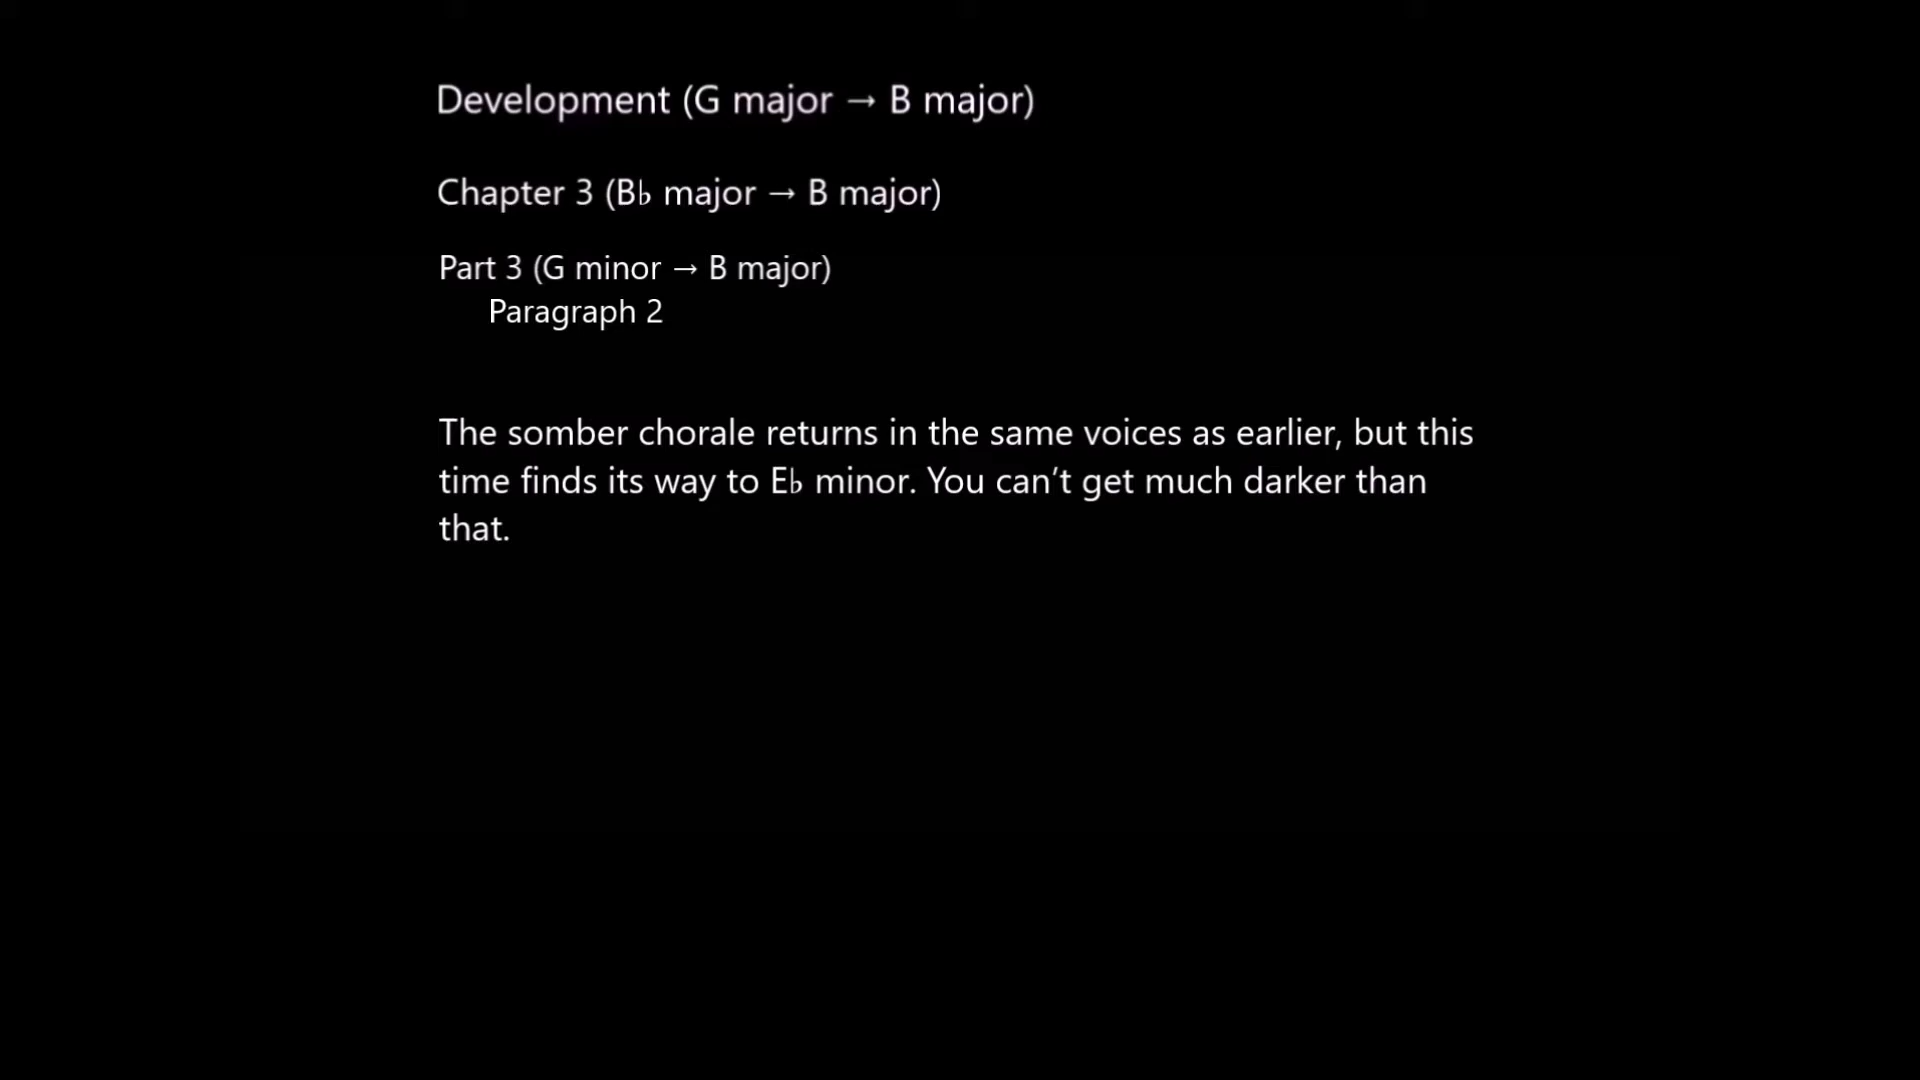 Development (G major → B major)
Chapter 3 (B♭ major → B major)
Part 3 (G minor → B major)
Paragraph 2
The somber chorale returns in the same voices as earlier, but this
time finds its way to E♭ minor. You can’t get much darker than
that.